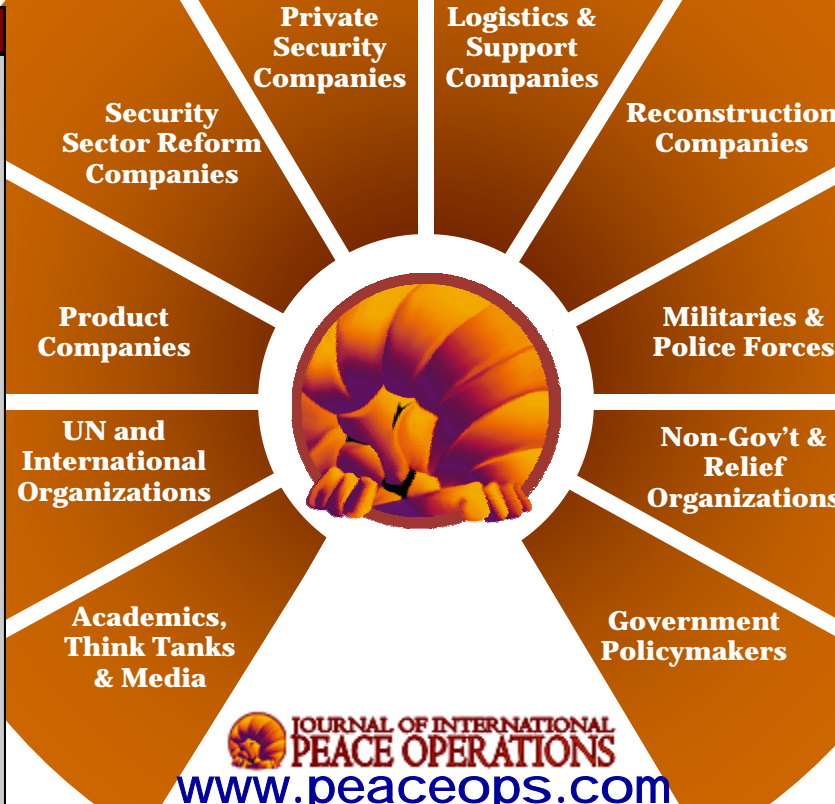 Private
Security
Companies
Logistics &
Support
Companies
Security
Sector Reform
Companies
Reconstruction
Companies
Product
Companies
Militaries &
Police Forces
UN and
International
Organizations
Non-Gov't &
Relief
Organizations
Academics,
Think Tanks
& Media
Government
Policymakers
JOURNAL OF INTERNATIONAL
PEACE OPERATIONS
www.peaceops.com